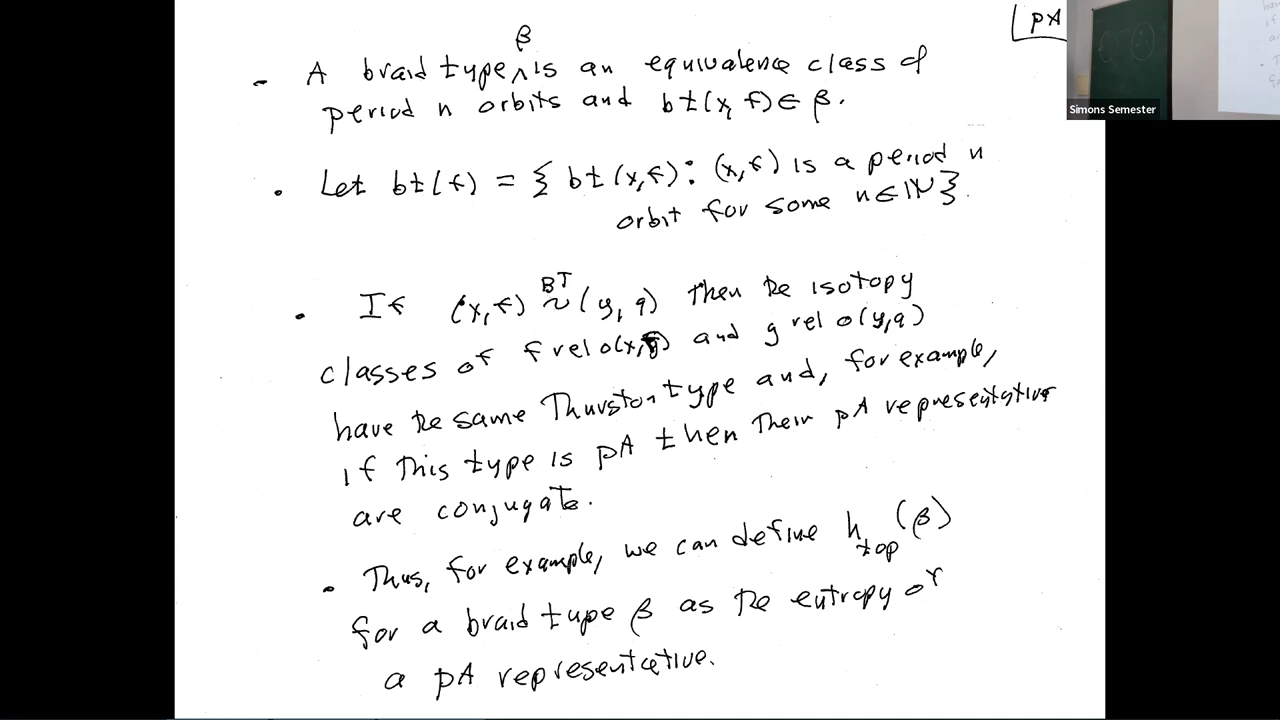 pA
Simons Semester
- A braid type ^ β is an equivalence class of
period n orbits and bt(x, f) ∈ β.
• Let bt(f) = { bt(x, f) : (x, f) is a period n
orbit for some n ∈ ℕ }.
• If (x, f) BT~ (y, g) then the isotopy
classes of f rel o(x, f) and g rel o(y, g)
have the same Thurston type and, for example,
if this type is pA then their pA representatives
are conjugate.
• Thus, for example, we can define h_top(β)
for a braid type β as the entropy of
a pA representative.